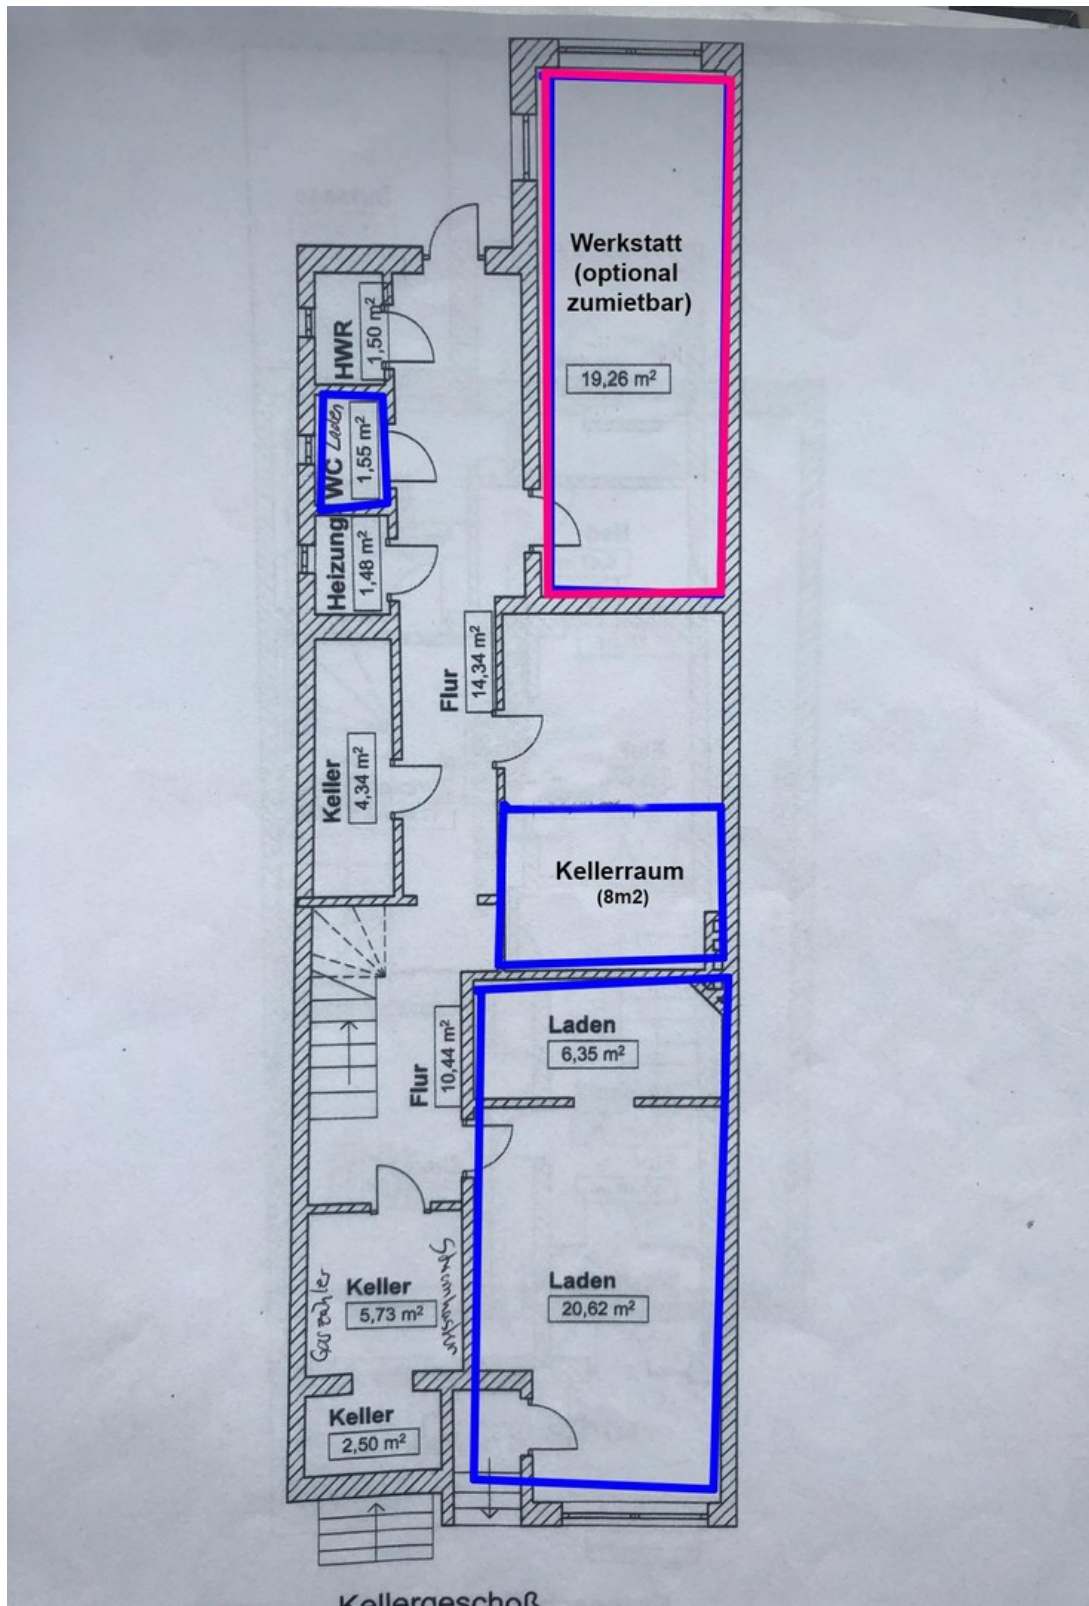 Werkstatt
(optional
zumietbar)
19,26 m²
HWR
1,50 m²
WC Laden
1,55 m²
Heizung
1,48 m²
Flur
14,34 m²
Keller
4,34 m²
Kellerraum
(8m2)
Laden
6,35 m²
Flur
10,44 m²
Laden
20,62 m²
Keller
5,73 m²
Gaszähler
Keller
2,50 m²
Kellergeschoß